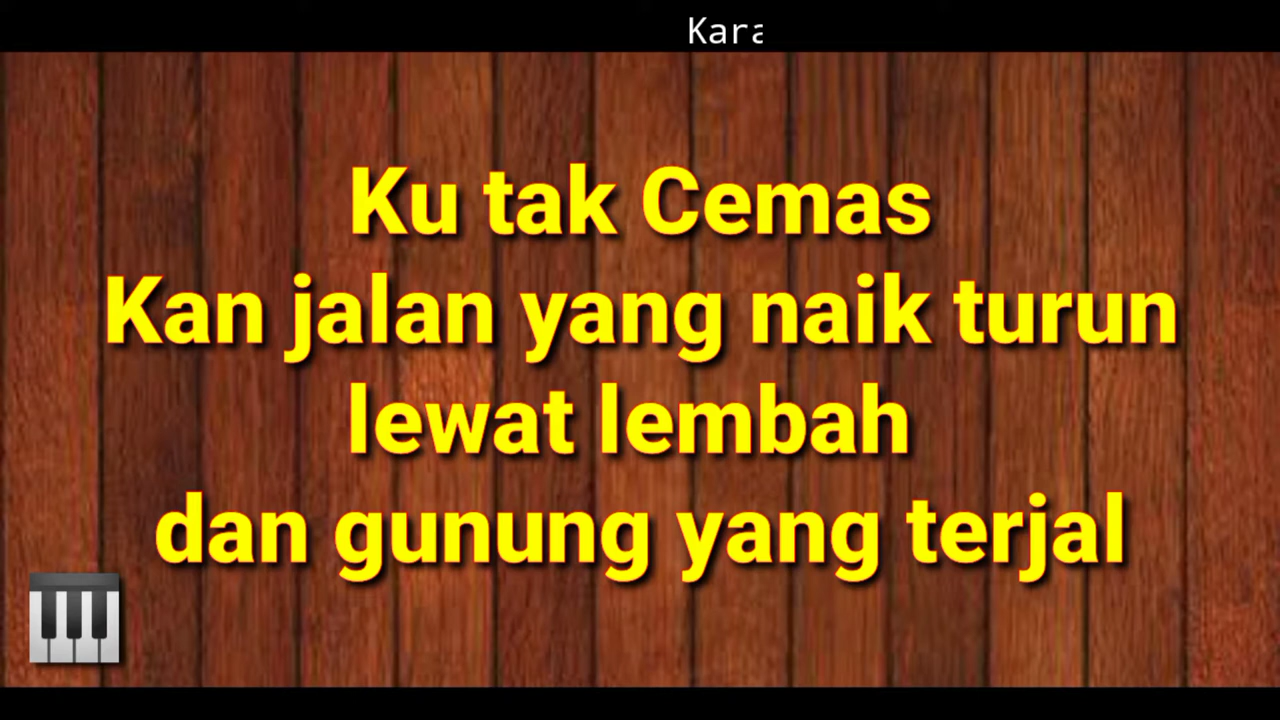 Kara
Ku tak Cemas
Kan jalan yang naik turun
lewat lembah
dan gunung yang terjal